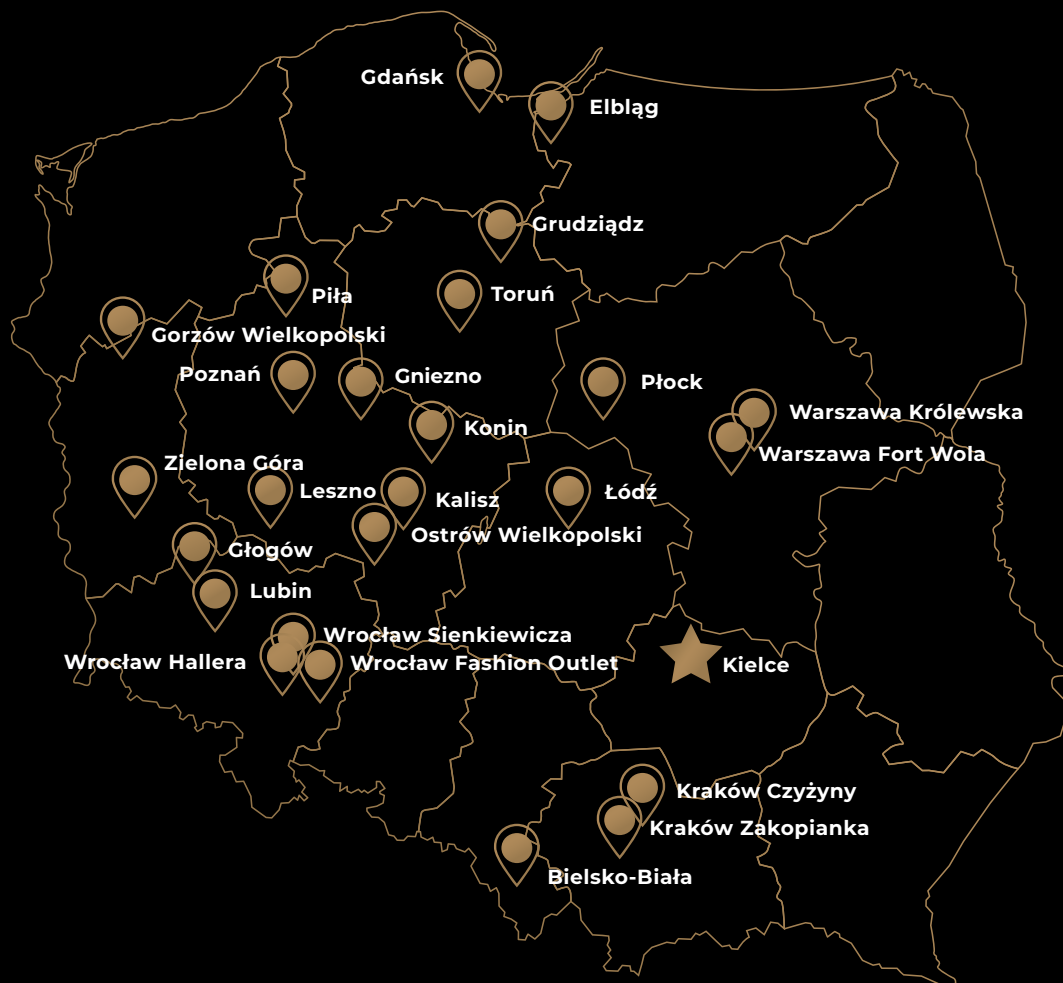 Gdańsk
Elbląg
Grudziądz
Toruń
Piła
Gorzów Wielkopolski
Poznań
Gniezno
Płock
Warszawa Królewska
Konin
Warszawa Fort Wola
Zielona Góra
Leszno
Kalisz
Łódź
Ostrów Wielkopolski
Głogów
Lubin
Wrocław Sienkiewicza
Wrocław Hallera
Wrocław Fashion Outlet
Kielce
Kraków Czyżyny
Kraków Zakopianka
Bielsko-Biała